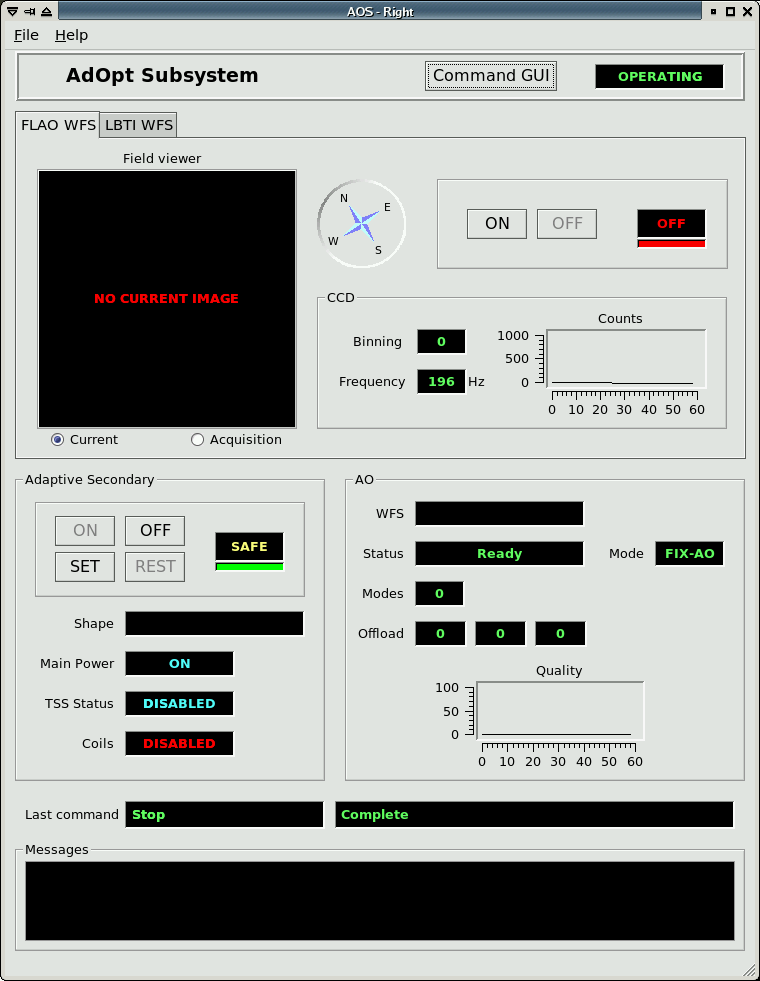 AOS - Right
File Help
AdOpt Subsystem Command GUI OPERATING
FLAO WFS LBTI WFS
Field viewer
NO CURRENT IMAGE
Current Acquisition
N
E
W
S
ON OFF OFF
CCD
Binning 0
Frequency 196 Hz
Counts
1000
500
0
0 10 20 30 40 50 60
Adaptive Secondary
ON OFF
SET REST
SAFE
Shape
Main Power ON
TSS Status DISABLED
Coils DISABLED
AO
WFS
Status Ready Mode FIX-AO
Modes 0
Offload 0 0 0
Quality
100
50
0
0 10 20 30 40 50 60
Last command Stop Complete
Messages